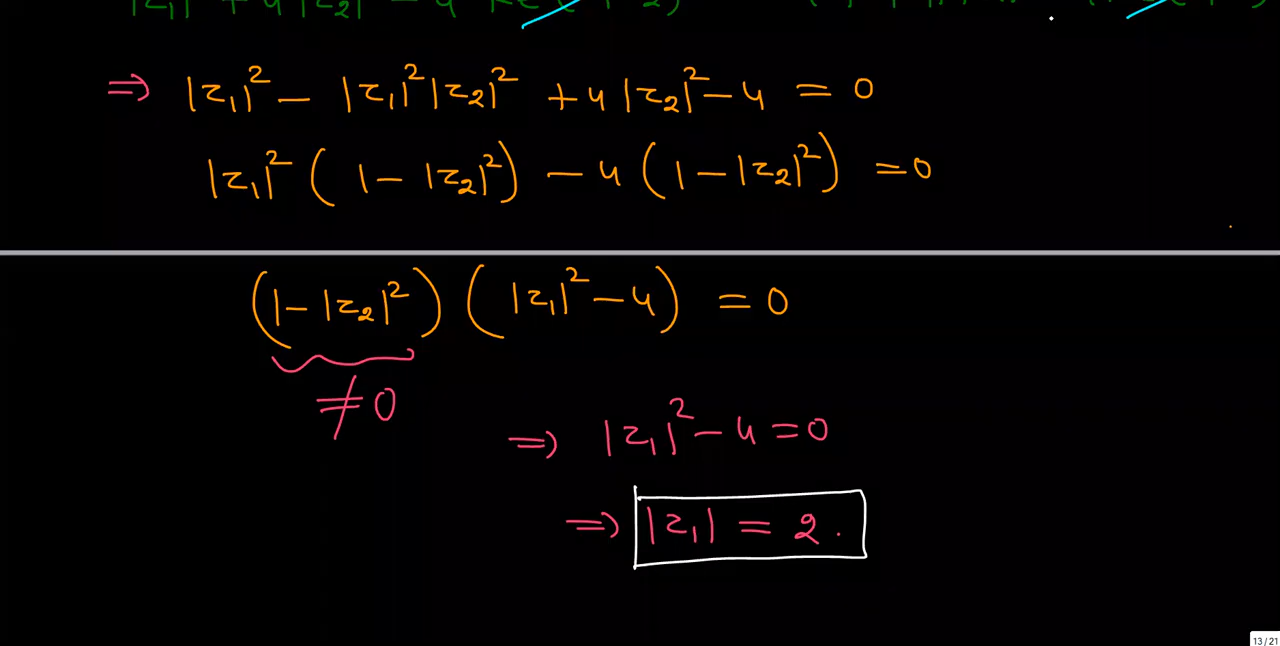 ⇒ |z₁|² - |z₁|²|z₂|² + 4|z₂|² - 4 = 0
|z₁|² (1 - |z₂|²) - 4 (1 - |z₂|²) = 0
(1 - |z₂|²) (|z₁|² - 4) = 0
≠ 0
⇒ |z₁|² - 4 = 0
⇒ |z₁| = 2.
13 / 21